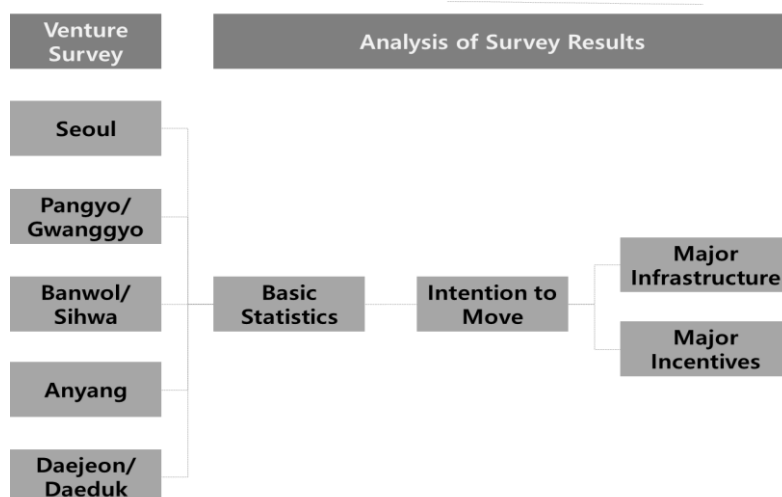 Venture
Survey
Analysis of Survey Results
Seoul
Pangyo/
Gwanggyo
Banwol/
Sihwa
Anyang
Daejeon/
Daeduk
Basic
Statistics
Intention to
Move
Major
Infrastructure
Major
Incentives